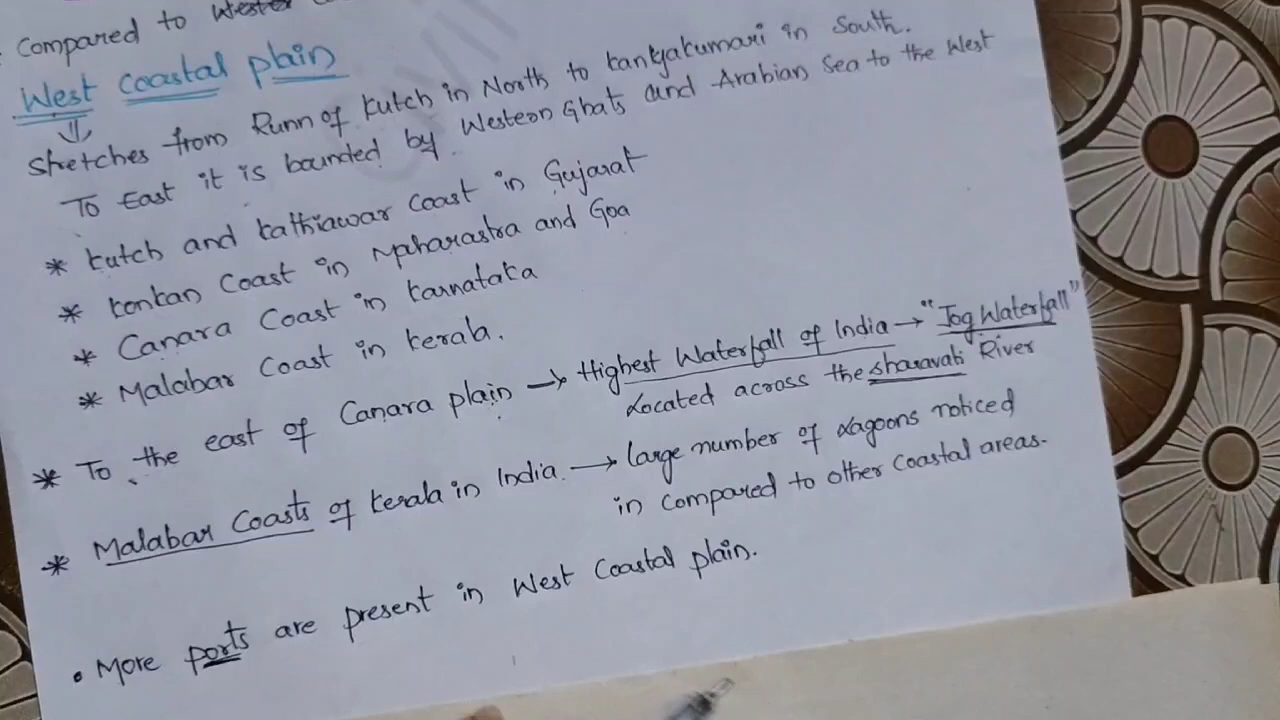 Compared to Wester
West Coastal plain
Stretches from Runn of kutch in North to kanyakumari in South.
To East it is bounded by Western Ghats and Arabian Sea to the West
* kutch and kathiawar coast in Gujarat
* konkan Coast in Maharastra and Goa
* Canara Coast in karnataka
* Malabar Coast in kerala.
* To the east of Canara plain → Highest Waterfall of India → "Jog Waterfall"
Located across the sharavati River
* Malabar Coasts of kerala in India. → large number of Lagoons noticed
in compared to other coastal areas.
• More ports are present in West Coastal plain.